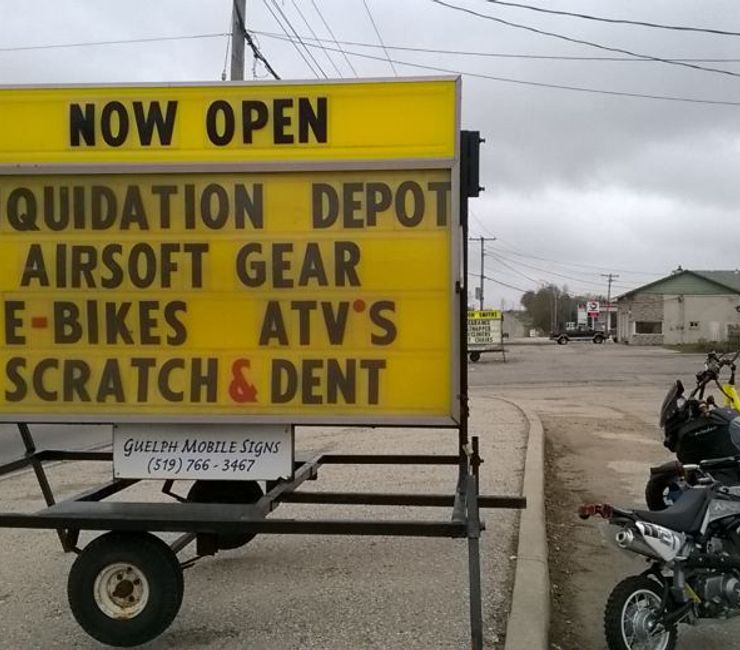 NOW OPEN
QUIDATION DEPOT
AIRSOFT GEAR
E-BIKES ATV'S
SCRATCH & DENT
GUELPH MOBILE SIGNS
(519) 766-3467